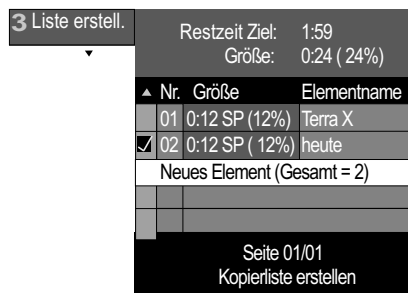 3 Liste erstell.
Restzeit Ziel: 1:59
Größe: 0:24 ( 24%)
Nr. Größe Elementname
01 0:12 SP (12%) Terra X
02 0:12 SP ( 12%) heute
Neues Element (Gesamt = 2)
Seite 01/01
Kopierliste erstellen